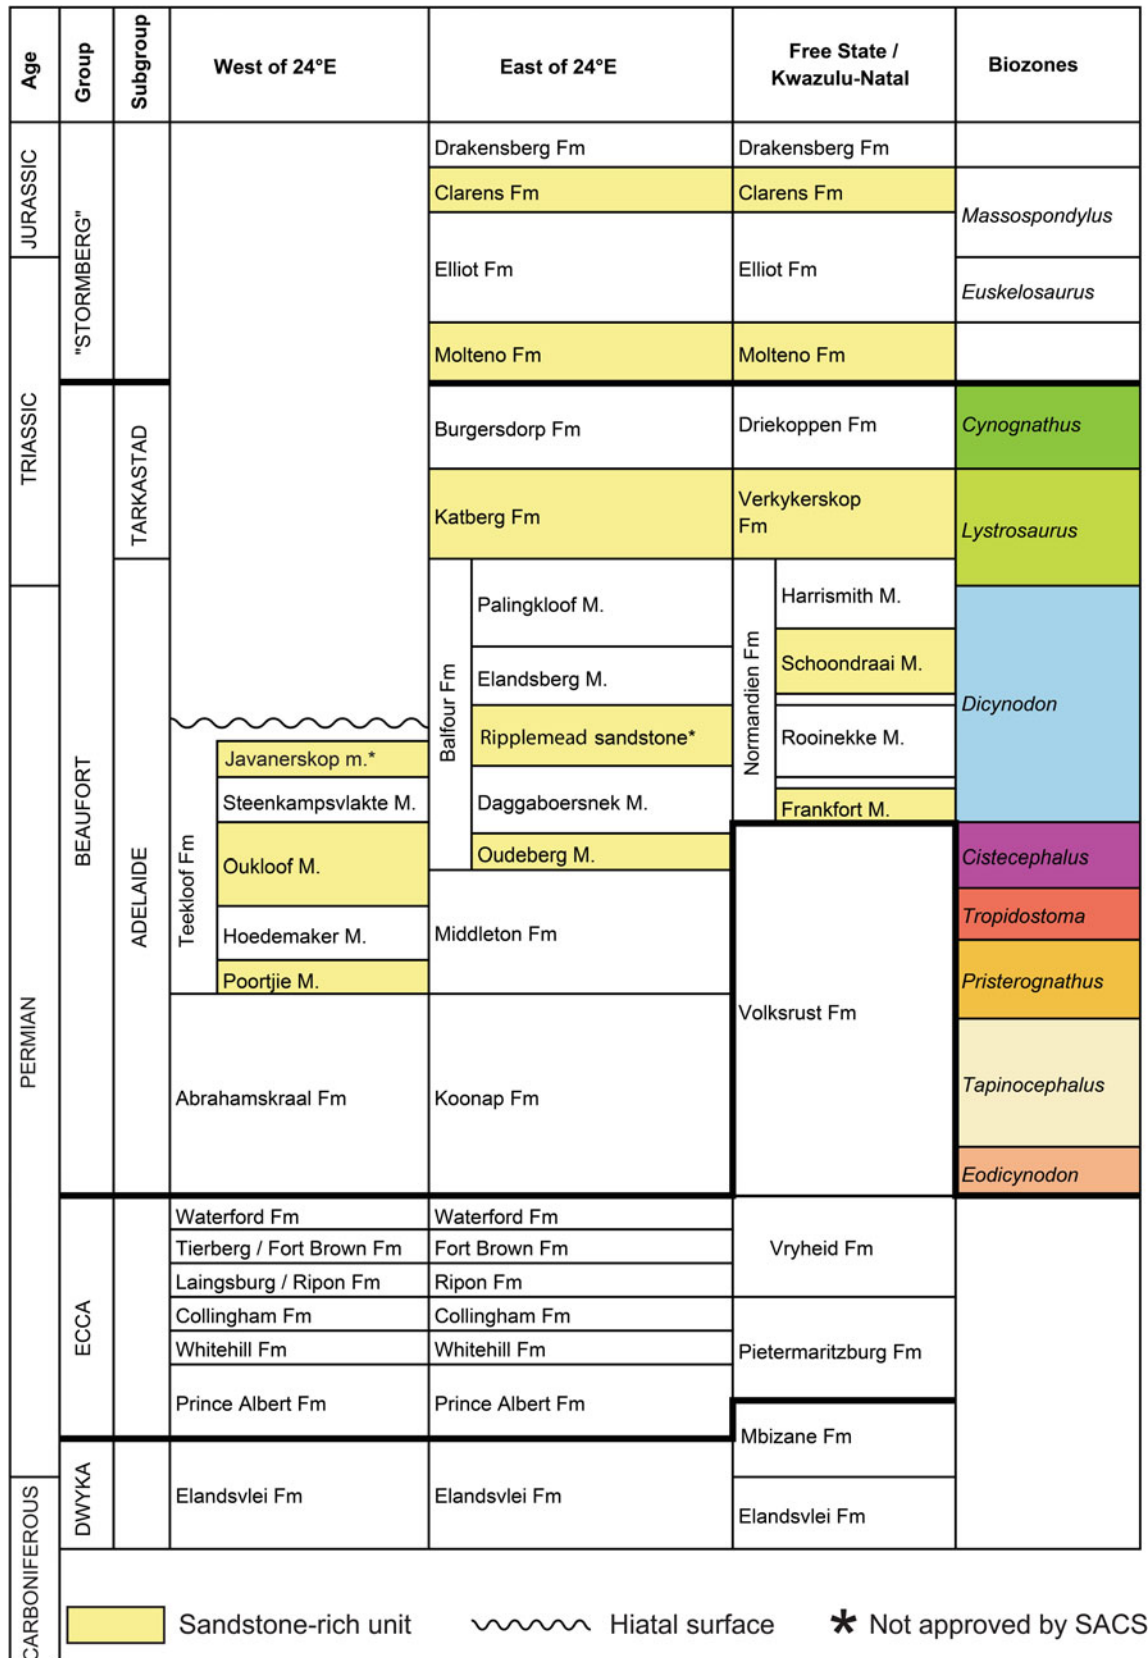 Age
Group
Subgroup
West of 24°E
East of 24°E
Free State /
Kwazulu-Natal
Biozones
JURASSIC
TRIASSIC
PERMIAN
CARBONIFEROUS
"STORMBERG"
BEAUFORT
ECCA
DWYKA
TARKASTAD
ADELAIDE
Teekloof Fm
Javanerskop m.*
Steenkampsvlakte M.
Oukloof M.
Hoedemaker M.
Poortjie M.
Abrahamskraal Fm
Waterford Fm
Tierberg / Fort Brown Fm
Laingsburg / Ripon Fm
Collingham Fm
Whitehill Fm
Prince Albert Fm
Elandsvlei Fm
Drakensberg Fm
Clarens Fm
Elliot Fm
Molteno Fm
Burgersdorp Fm
Katberg Fm
Balfour Fm
Palingkloof M.
Elandsberg M.
Ripplemead sandstone*
Daggaboersnek M.
Oudeberg M.
Middleton Fm
Koonap Fm
Waterford Fm
Fort Brown Fm
Ripon Fm
Collingham Fm
Whitehill Fm
Prince Albert Fm
Elandsvlei Fm
Drakensberg Fm
Clarens Fm
Elliot Fm
Molteno Fm
Driekoppen Fm
Verkykerskop
Fm
Normandien Fm
Harrismith M.
Schoondraai M.
Rooinekke M.
Frankfort M.
Volksrust Fm
Vryheid Fm
Pietermaritzburg Fm
Mbizane Fm
Elandsvlei Fm
Massospondylus
Euskelosaurus
Cynognathus
Lystrosaurus
Dicynodon
Cistecephalus
Tropidostoma
Pristerognathus
Tapinocephalus
Eodicynodon
Sandstone-rich unit
Hiatal surface
* Not approved by SACS